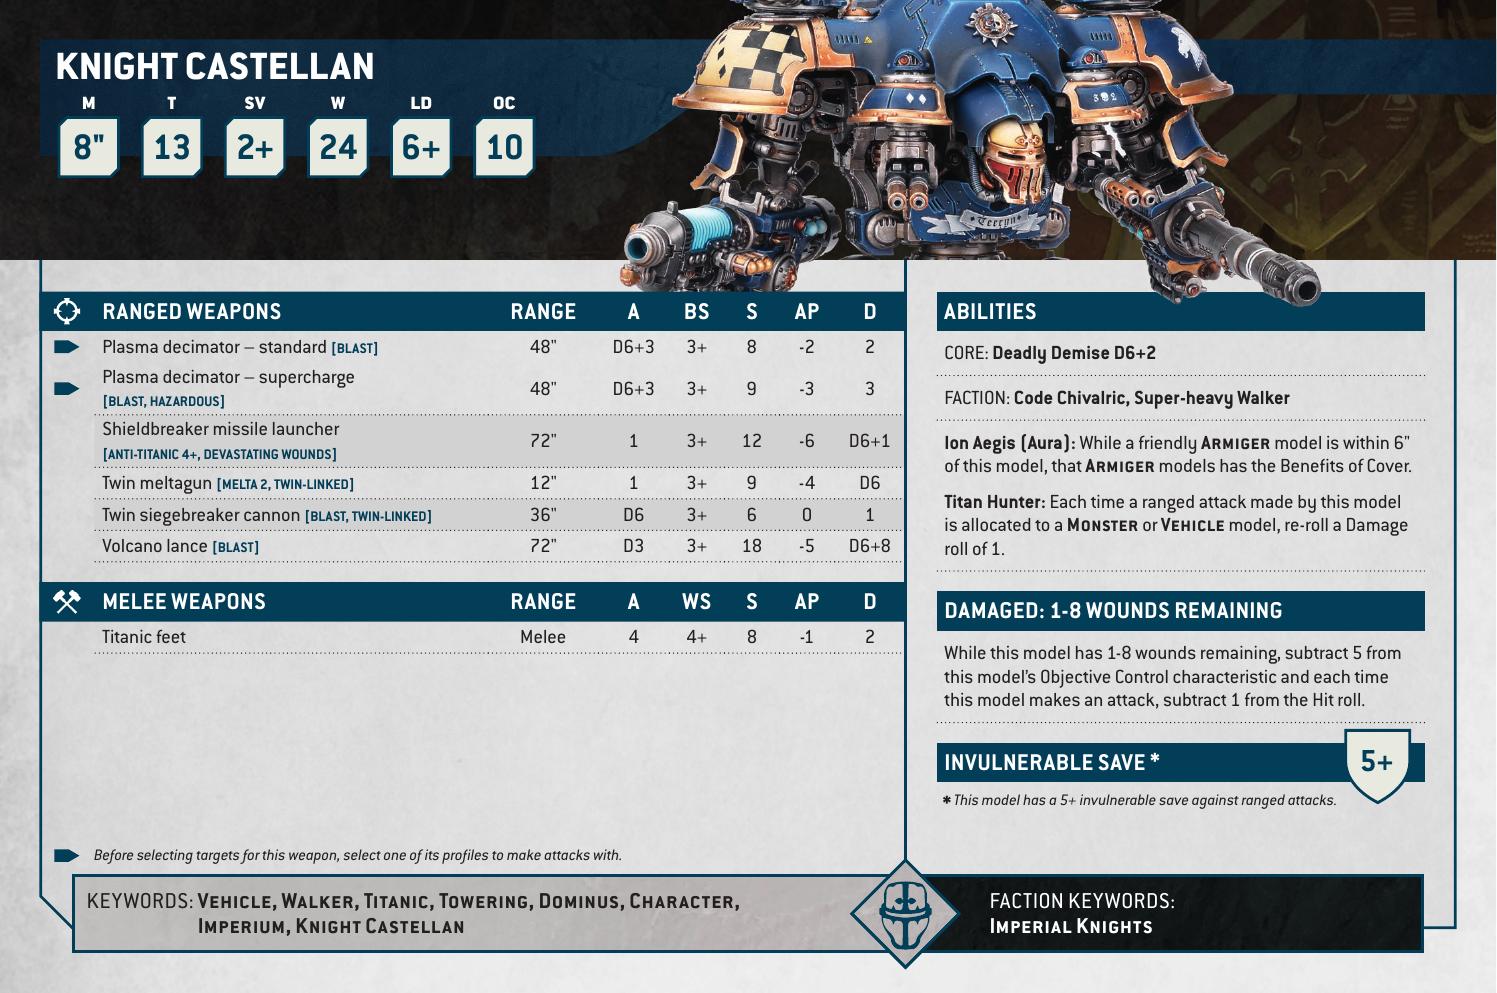 KNIGHT CASTELLAN
M T SV W LD OC
8" 13 2+ 24 6+ 10
Teeryn
RANGED WEAPONS RANGE A BS S AP D
Plasma decimator – standard [BLAST] 48" D6+3 3+ 8 -2 2
Plasma decimator – supercharge
[BLAST, HAZARDOUS] 48" D6+3 3+ 9 -3 3
Shieldbreaker missile launcher
[ANTI-TITANIC 4+, DEVASTATING WOUNDS] 72" 1 3+ 12 -6 D6+1
Twin meltagun [MELTA 2, TWIN-LINKED] 12" 1 3+ 9 -4 D6
Twin siegebreaker cannon [BLAST, TWIN-LINKED] 36" D6 3+ 6 0 1
Volcano lance [BLAST] 72" D3 3+ 18 -5 D6+8
MELEE WEAPONS RANGE A WS S AP D
Titanic feet Melee 4 4+ 8 -1 2
Before selecting targets for this weapon, select one of its profiles to make attacks with.
ABILITIES
CORE: Deadly Demise D6+2
FACTION: Code Chivalric, Super-heavy Walker
Ion Aegis (Aura): While a friendly ARMIGER model is within 6"
of this model, that ARMIGER models has the Benefits of Cover.
Titan Hunter: Each time a ranged attack made by this model
is allocated to a MONSTER or VEHICLE model, re-roll a Damage
roll of 1.
DAMAGED: 1-8 WOUNDS REMAINING
While this model has 1-8 wounds remaining, subtract 5 from
this model's Objective Control characteristic and each time
this model makes an attack, subtract 1 from the Hit roll.
INVULNERABLE SAVE * 5+
* This model has a 5+ invulnerable save against ranged attacks.
KEYWORDS: VEHICLE, WALKER, TITANIC, TOWERING, DOMINUS, CHARACTER,
IMPERIUM, KNIGHT CASTELLAN
FACTION KEYWORDS:
IMPERIAL KNIGHTS